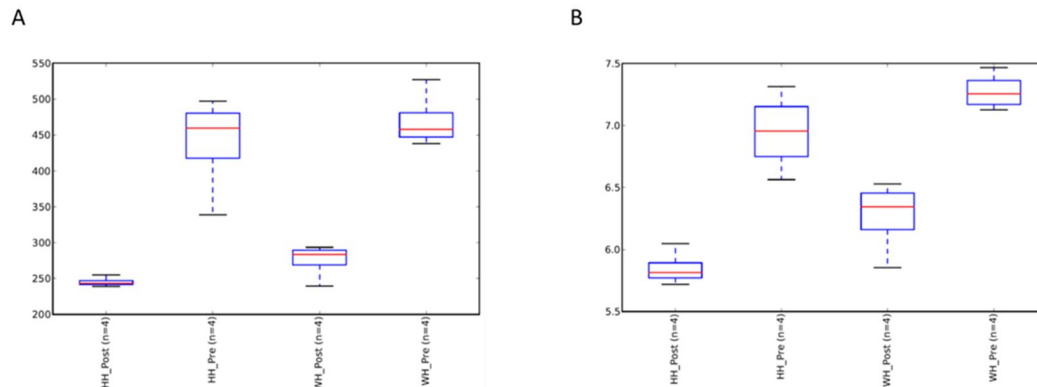 A
B
550
500
450
400
350
300
250
200
HH_Post (n=4)
HH_Pre (n=4)
WH_Post (n=4)
WH_Pre (n=4)
7.5
7.0
6.5
6.0
5.5
HH_Post (n=4)
HH_Pre (n=4)
WH_Post (n=4)
WH_Pre (n=4)